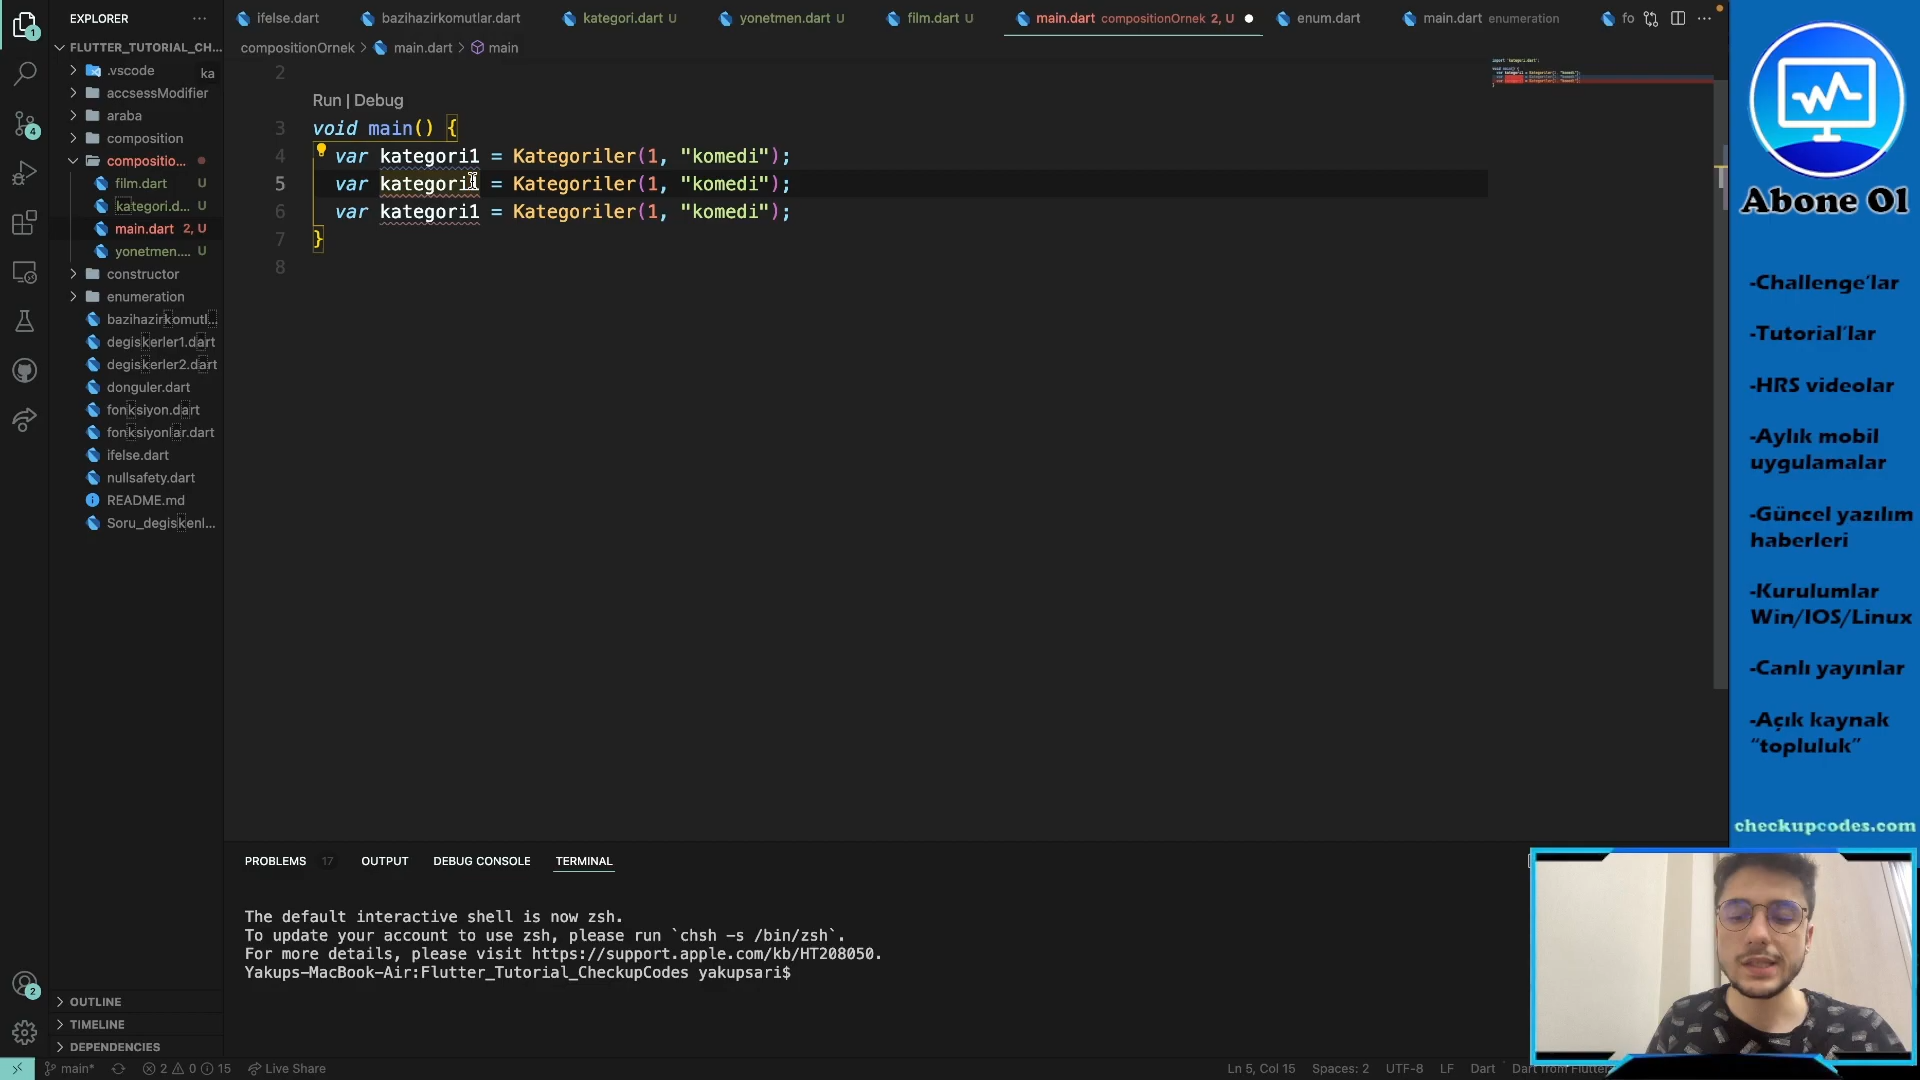 EXPLORER
FLUTTER_TUTORIAL_CH...
.vscode
ka
accsessModifier
araba
composition
compositio...
film.dart U
kategori.d... U
main.dart 2, U
yonetmen.... U
constructor
enumeration
bazihazirkomutl...
degiskerler1.dart
degiskerler2.dart
donguler.dart
fonksiyon.dart
fonksiyonlar.dart
ifelse.dart
nullsafety.dart
README.md
Soru_degiskenl...
OUTLINE
TIMELINE
DEPENDENCIES
ifelse.dart bazihazirkomutlar.dart kategori.dart U yonetmen.dart U film.dart U main.dart compositionOrnek 2, U enum.dart main.dart enumeration fo
compositionOrnek > main.dart > main
2
Run | Debug
3 void main() {
4 var kategori1 = Kategoriler(1, "komedi");
5 var kategori1 = Kategoriler(1, "komedi");
6 var kategori1 = Kategoriler(1, "komedi");
7 }
8
PROBLEMS 17 OUTPUT DEBUG CONSOLE TERMINAL
The default interactive shell is now zsh.
To update your account to use zsh, please run `chsh -s /bin/zsh`.
For more details, please visit https://support.apple.com/kb/HT208050.
Yakups-MacBook-Air:Flutter_Tutorial_CheckupCodes yakupsari$
1
4
2
main* 2 0 15 Live Share
Ln 5, Col 15 Spaces: 2 UTF-8 LF Dart Dart from Flutter
Abone Ol
-Challenge'lar
-Tutorial'lar
-HRS videolar
-Aylık mobil
uygulamalar
-Güncel yazılım
haberleri
-Kurulumlar
Win/IOS/Linux
-Canlı yayınlar
-Açık kaynak
"topluluk"
checkupcodes.com